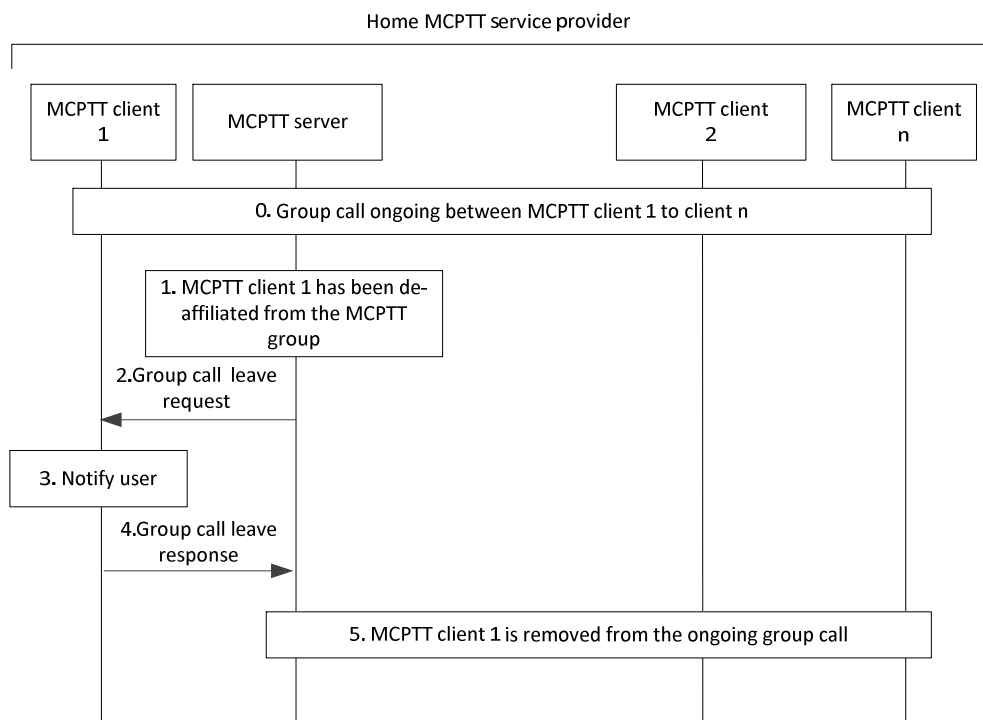 Home MCPTT service provider
MCPTT client
1
MCPTT server
MCPTT client
2
MCPTT client
n
0. Group call ongoing between MCPTT client 1 to client n
1. MCPTT client 1 has been de-
affiliated from the MCPTT
group
2.Group call leave
request
3. Notify user
4.Group call leave
response
5. MCPTT client 1 is removed from the ongoing group call